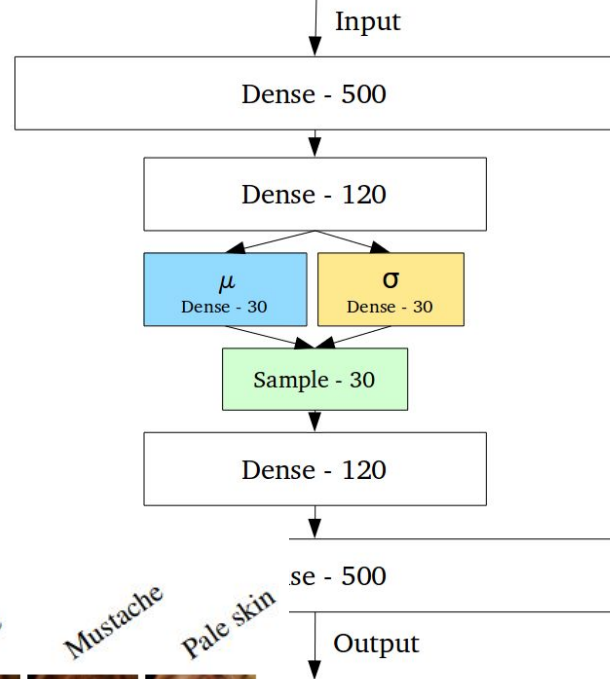 Input
Dense - 500
Dense - 120
μ
Dense - 30
σ
Dense - 30
Sample - 30
Dense - 120
se - 500
Mustache
Pale skin
Output